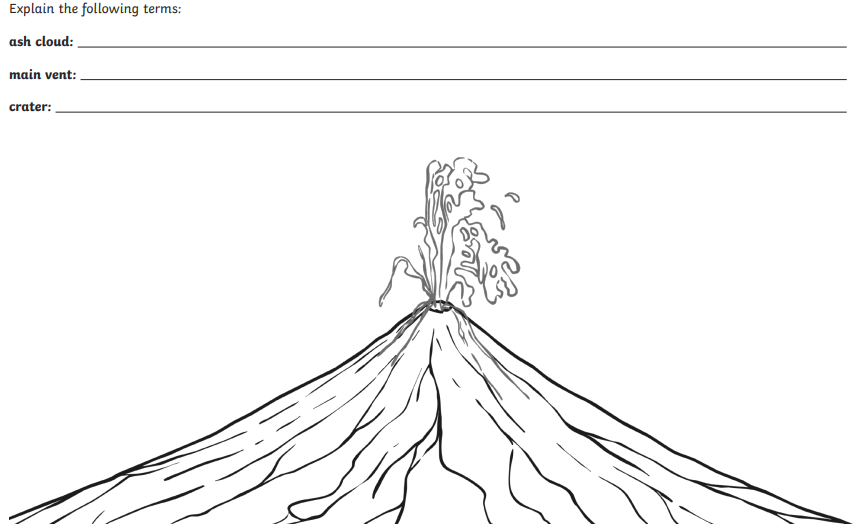 Explain the following terms:
ash cloud:
main vent:
crater: